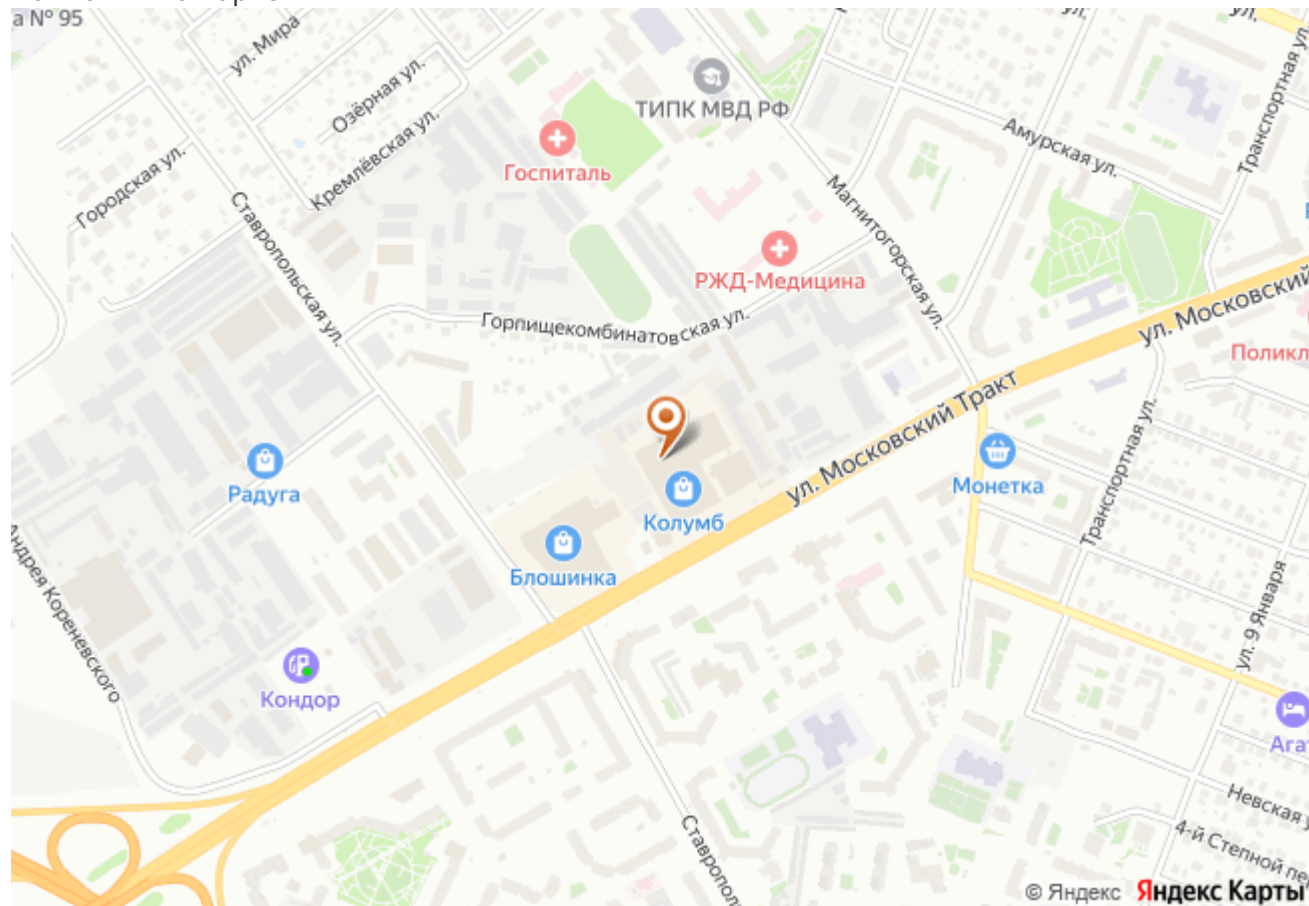 а № 95
ул.
ул.
ул. Мира
Озёрная ул.
Кремлёвская ул.
Городская ул.
Ставропольская ул.
ТИПК МВД РФ
Госпиталь
Амурская ул.
Транспортная ул.
Магнитогорская ул.
РЖД-Медицина
Горпищекомбинатовская ул.
ул. Московский
Поликл
ул. Московский Тракт
Радуга
Колумб
Монетка
Транспортная ул.
Блошинка
Андрея Кореневского
ул. 9 Января
Кондор
Агат
Невская у
4-й Степной пе
Ставропол
© Яндекс Яндекс Карты